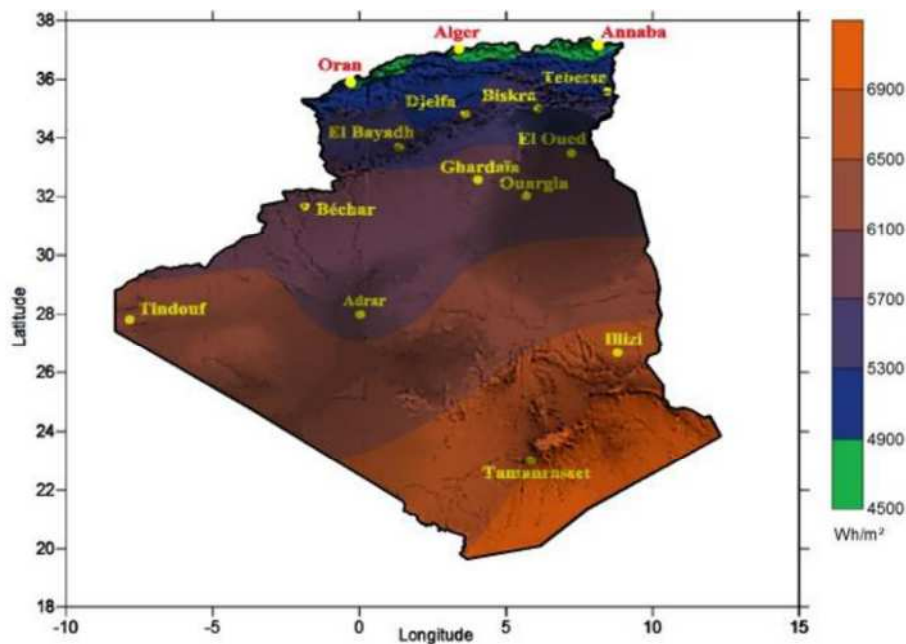 38
36
34
32
30
28
26
24
22
20
18
Latitude
-10
-5
0
5
10
15
Longitude
Alger
Annaba
Oran
Tebesse
Djelfa
Biskra
El Bayadh
El Oued
Ghardaïa
Ouargla
Béchar
Adrar
Tindouf
Illizi
Tamanrasset
6900
6500
6100
5700
5300
4900
4500
Wh/m²